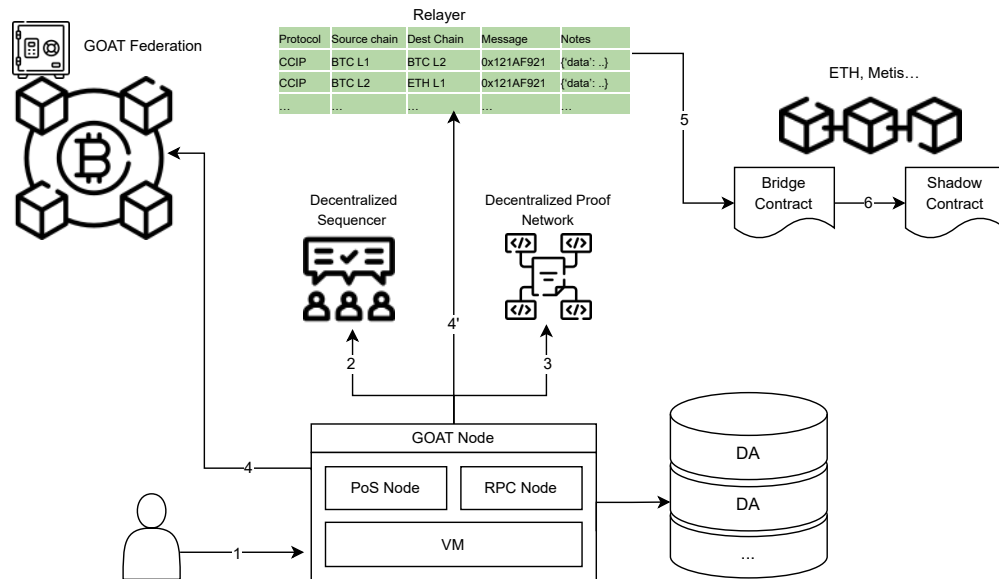 Relayer
GOAT Federation
Protocol Source chain Dest Chain Message Notes
CCIP BTC L1 BTC L2 0x121AF921 {'data': ..}
CCIP BTC L2 ETH L1 0x121AF921 {'data': ..}
... ... ... ... ...
ETH, Metis...
5
Bridge
Contract
6
Shadow
Contract
Decentralized
Sequencer
Decentralized Proof
Network
</>
</>
</>
</>
4'
2
3
GOAT Node
4
PoS Node
RPC Node
VM
1
DA
DA
...